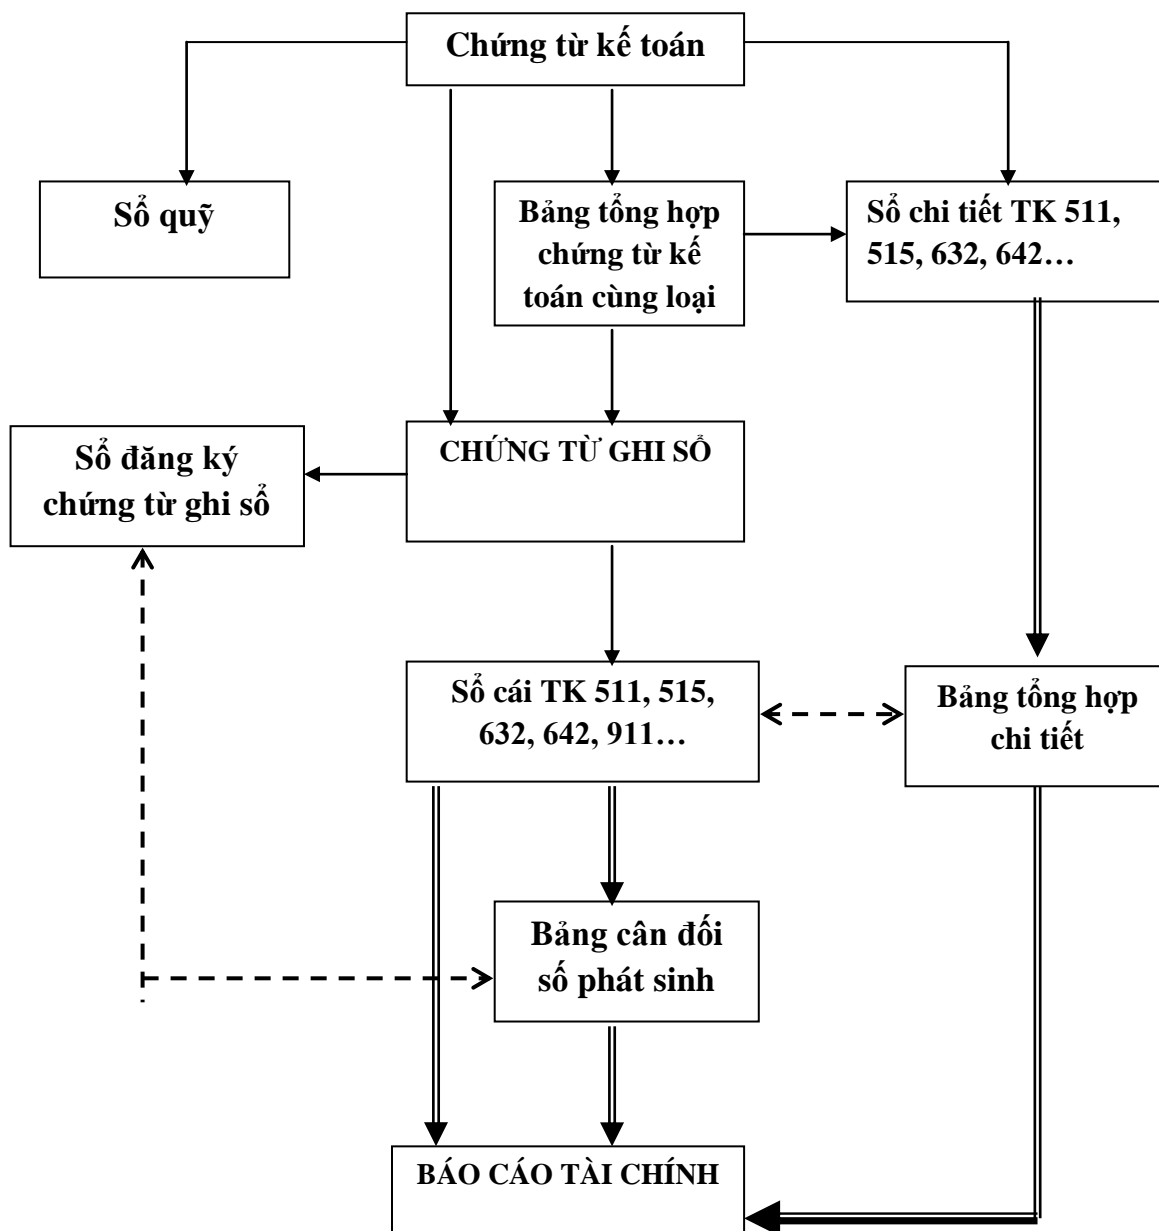 Chứng từ kế toán
Sổ quỹ
Bảng tổng hợp
chứng từ kế
toán cùng loại
Sổ chi tiết TK 511,
515, 632, 642…
Sổ đăng ký
chứng từ ghi sổ
CHỨNG TỪ GHI SỔ
Sổ cái TK 511, 515,
632, 642, 911…
Bảng tổng hợp
chi tiết
Bảng cân đối
số phát sinh
BÁO CÁO TÀI CHÍNH